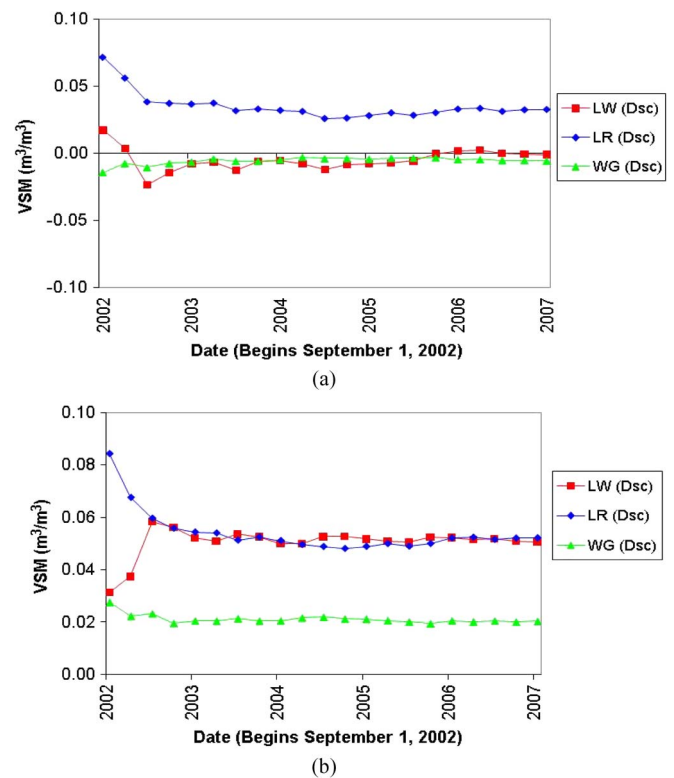 0.10
0.05
0.00
-0.05
-0.10
VSM (m³/m³)
2002
2003
2004
2005
2006
2007
Date (Begins September 1, 2002)
LW (Dsc)
LR (Dsc)
WG (Dsc)
(a)
0.10
0.08
0.06
0.04
0.02
0.00
VSM (m³/m³)
2002
2003
2004
2005
2006
2007
Date (Begins September 1, 2002)
LW (Dsc)
LR (Dsc)
WG (Dsc)
(b)